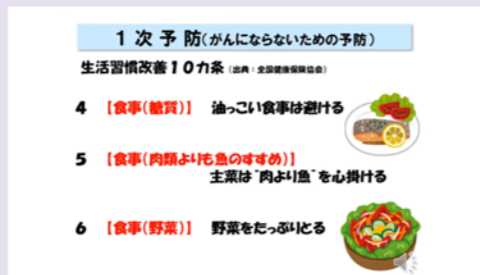 1次予防(がんにならないための予防)
生活習慣改善10カ条(出典:全国健康保険協会)
4 【食事(糖質)】 油っこい食事は避ける
5 【食事(肉類よりも魚のすすめ)】
主菜は“肉より魚”を心掛ける
6 【食事(野菜)】 野菜をたっぷりとる